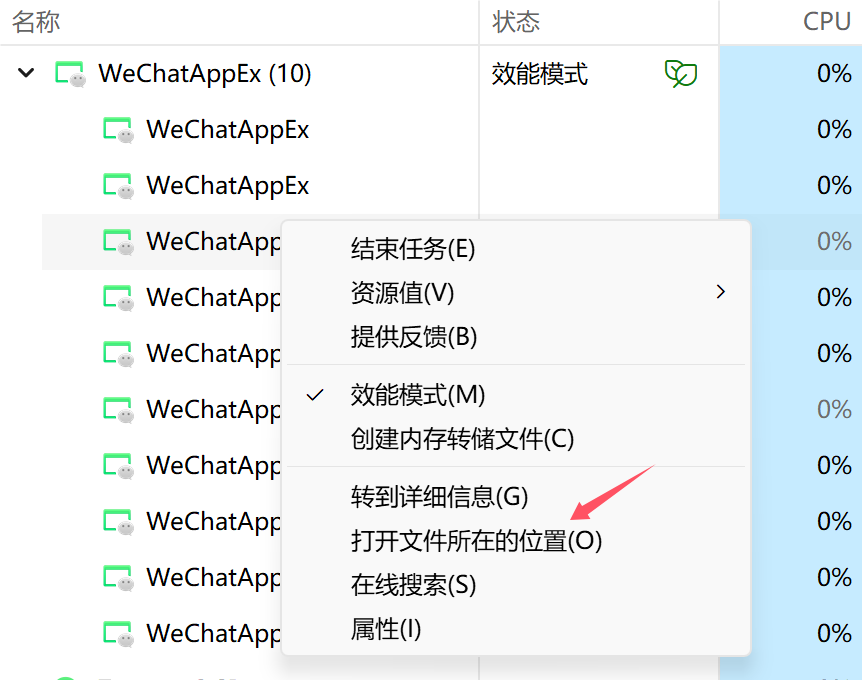 名称 状态 CPU
WeChatAppEx (10) 效能模式 0%
WeChatAppEx 0%
WeChatAppEx 0%
WeChatApp 0%
结束任务(E)
资源值(V)
WeChatApp 0%
提供反馈(B)
WeChatApp 0%
效能模式(M)
WeChatApp 0%
创建内存转储文件(C)
WeChatApp 0%
转到详细信息(G)
WeChatApp 0%
打开文件所在的位置(O)
WeChatApp 0%
在线搜索(S)
WeChatApp 0%
属性(I)